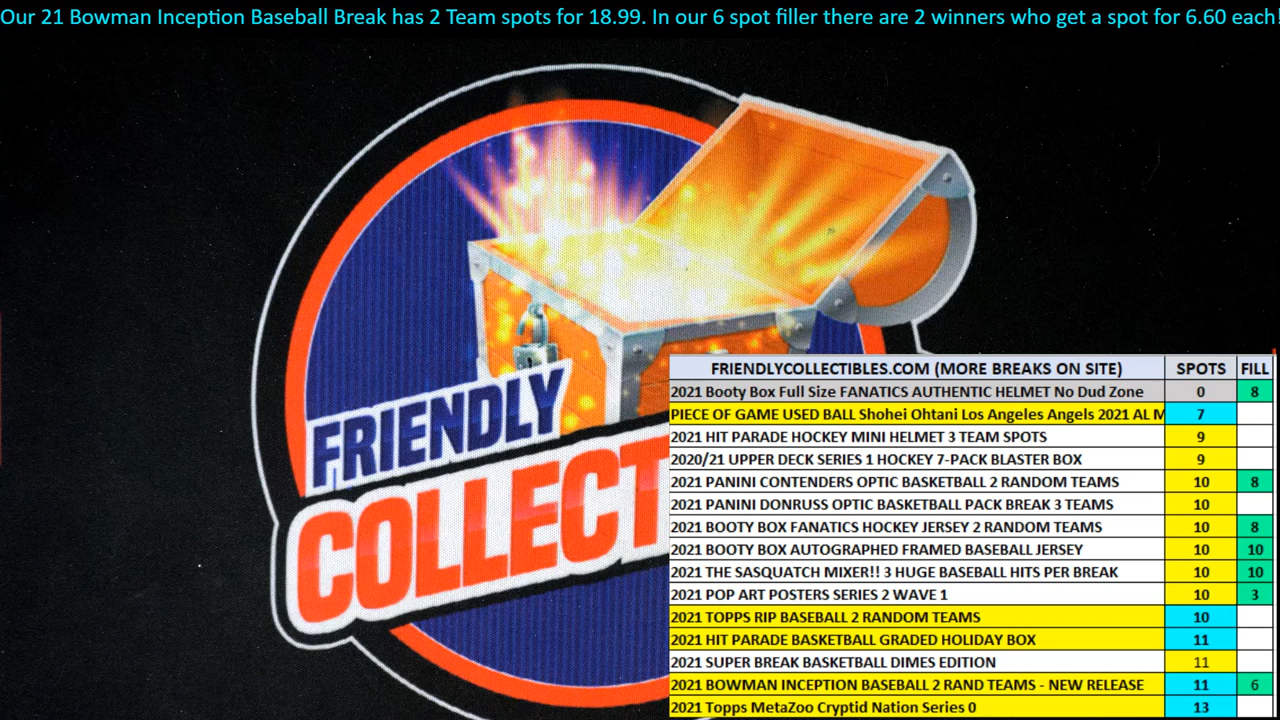 Our 21 Bowman Inception Baseball Break has 2 Team spots for 18.99. In our 6 spot filler there are 2 winners who get a spot for 6.60 each!
FRIENDLY
COLLECT
FRIENDLYCOLLECTIBLES.COM (MORE BREAKS ON SITE) SPOTS FILL
2021 Booty Box Full Size FANATICS AUTHENTIC HELMET No Dud Zone 0 8
PIECE OF GAME USED BALL Shohei Ohtani Los Angeles Angels 2021 AL M 7
2021 HIT PARADE HOCKEY MINI HELMET 3 TEAM SPOTS 9
2020/21 UPPER DECK SERIES 1 HOCKEY 7-PACK BLASTER BOX 9
2021 PANINI CONTENDERS OPTIC BASKETBALL 2 RANDOM TEAMS 10 8
2021 PANINI DONRUSS OPTIC BASKETBALL PACK BREAK 3 TEAMS 10
2021 BOOTY BOX FANATICS HOCKEY JERSEY 2 RANDOM TEAMS 10 8
2021 BOOTY BOX AUTOGRAPHED FRAMED BASEBALL JERSEY 10 10
2021 THE SASQUATCH MIXER!! 3 HUGE BASEBALL HITS PER BREAK 10 10
2021 POP ART POSTERS SERIES 2 WAVE 1 10 3
2021 TOPPS RIP BASEBALL 2 RANDOM TEAMS 10
2021 HIT PARADE BASKETBALL GRADED HOLIDAY BOX 11
2021 SUPER BREAK BASKETBALL DIMES EDITION 11
2021 BOWMAN INCEPTION BASEBALL 2 RAND TEAMS - NEW RELEASE 11 6
2021 Topps MetaZoo Cryptid Nation Series 0 13